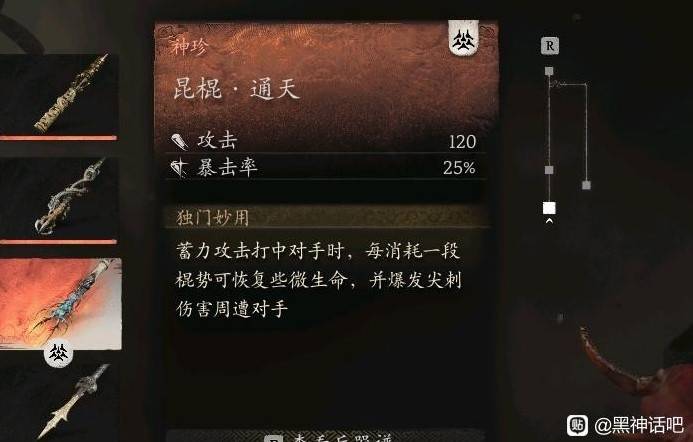 神珍
昆棍·通天
攻击 120
暴击率 25%
独门妙用
蓄力攻击打中对手时，每消耗一段
棍势可恢复些微生命，并爆发尖刺
伤害周遭对手
R
@黑神话吧